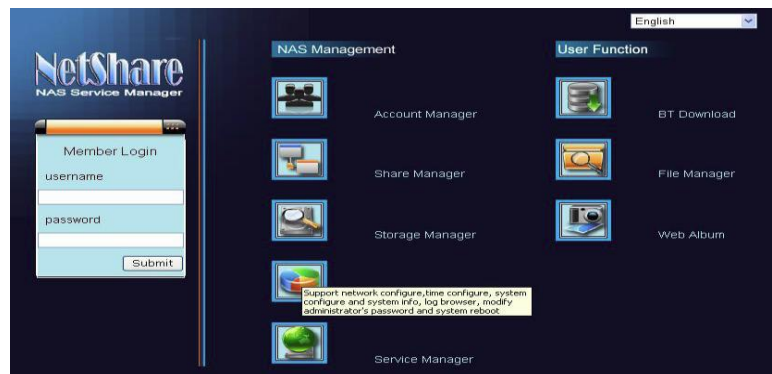 English
NetShare
NAS Service Manager
Member Login
username
password
Submit
NAS Management
Account Manager
Share Manager
Storage Manager
Support network configure,time configure, system
configure and system info, log browser, modify
administrator's password and system reboot
Service Manager
User Function
BT Download
File Manager
Web Album